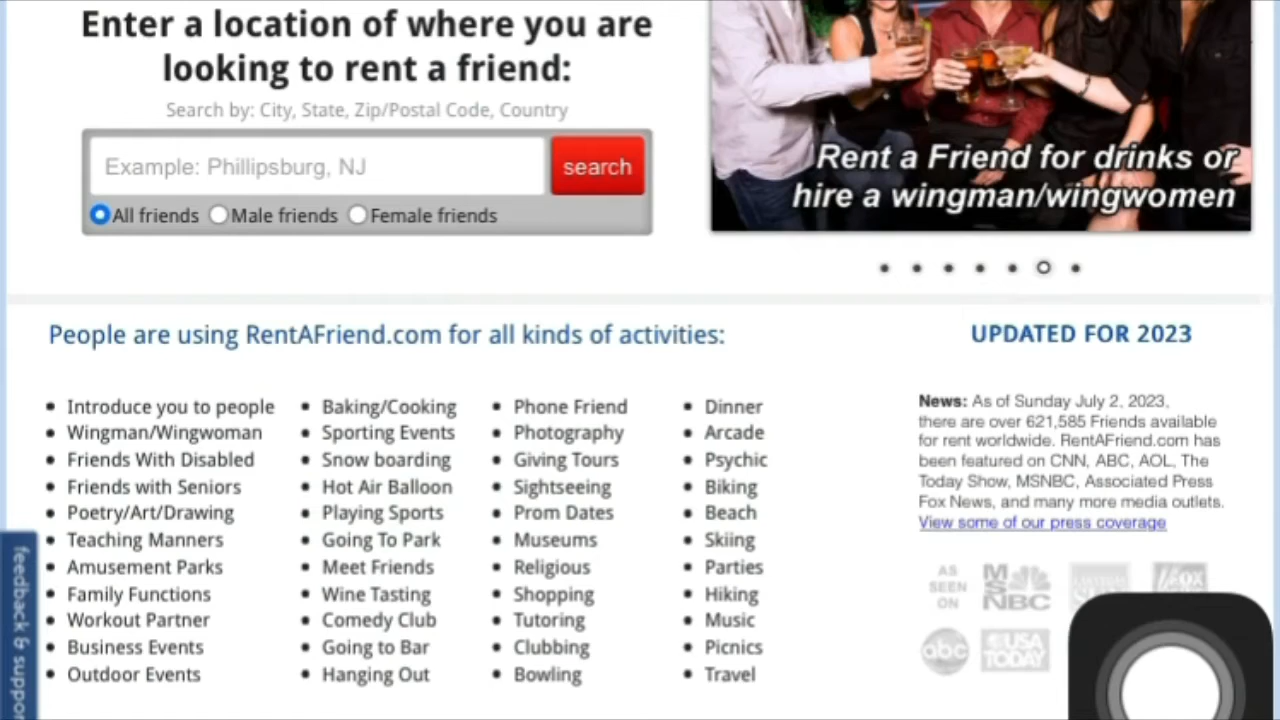 Enter a location of where you are
looking to rent a friend:
Search by: City, State, Zip/Postal Code, Country
Example: Phillipsburg, NJ
search
All friends
Male friends
Female friends
Rent a Friend for drinks or
hire a wingman/wingwomen
People are using RentAFriend.com for all kinds of activities:
Introduce you to people
Wingman/Wingwoman
Friends With Disabled
Friends with Seniors
Poetry/Art/Drawing
Teaching Manners
Amusement Parks
Family Functions
Workout Partner
Business Events
Outdoor Events
Baking/Cooking
Sporting Events
Snow boarding
Hot Air Balloon
Playing Sports
Going To Park
Meet Friends
Wine Tasting
Comedy Club
Going to Bar
Hanging Out
Phone Friend
Photography
Giving Tours
Sightseeing
Prom Dates
Museums
Religious
Shopping
Tutoring
Clubbing
Bowling
Dinner
Arcade
Psychic
Biking
Beach
Skiing
Parties
Hiking
Music
Picnics
Travel
UPDATED FOR 2023
News: As of Sunday July 2, 2023,
there are over 621,585 Friends available
for rent worldwide. RentAFriend.com has
been featured on CNN, ABC, AOL, The
Today Show, MSNBC, Associated Press
Fox News, and many more media outlets.
View some of our press coverage
AS
SEEN
ON
MS
NBC
FOX
abc
USA
TODAY
feedback & suppor